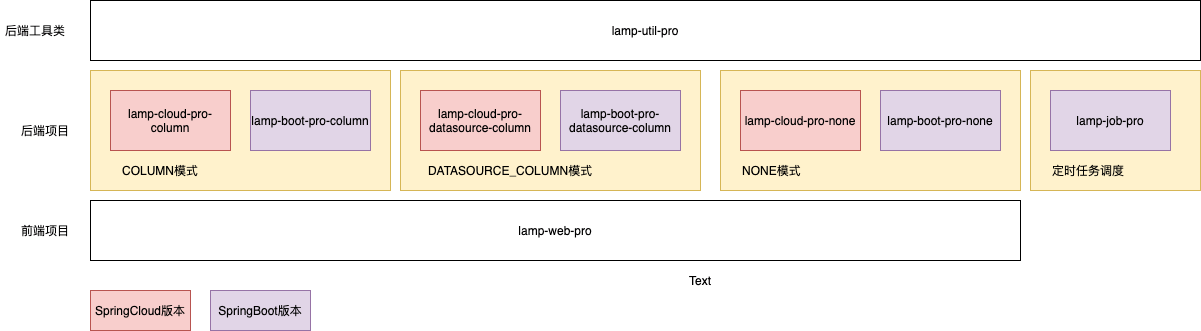 后端工具类
lamp-util-pro
后端项目
lamp-cloud-pro-
column
lamp-boot-pro-column
COLUMN模式
lamp-cloud-pro-
datasource-column
lamp-boot-pro-
datasource-column
DATASOURCE_COLUMN模式
lamp-cloud-pro-none
lamp-boot-pro-none
NONE模式
lamp-job-pro
定时任务调度
前端项目
lamp-web-pro
Text
SpringCloud版本
SpringBoot版本